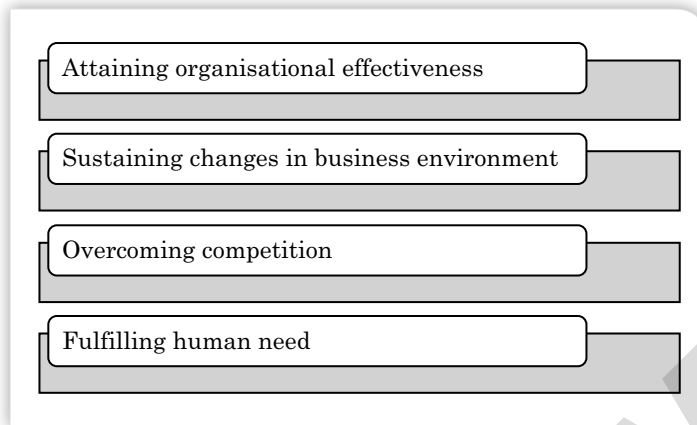 Attaining organisational effectiveness
Sustaining changes in business environment
Overcoming competition
Fulfilling human need